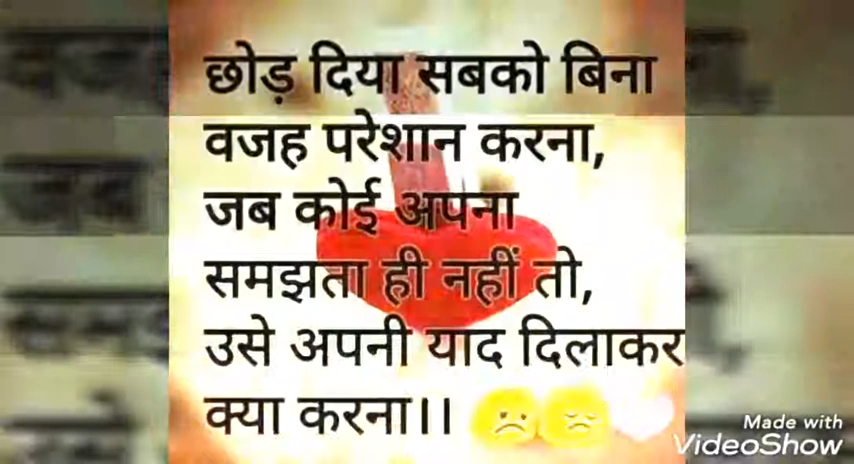 छोड़ दिया सबको बिना
वजह परेशान करना,
जब कोई अपना
समझता ही नहीं तो,
उसे अपनी याद दिलाकर
क्या करना।।
Made with
VideoShow